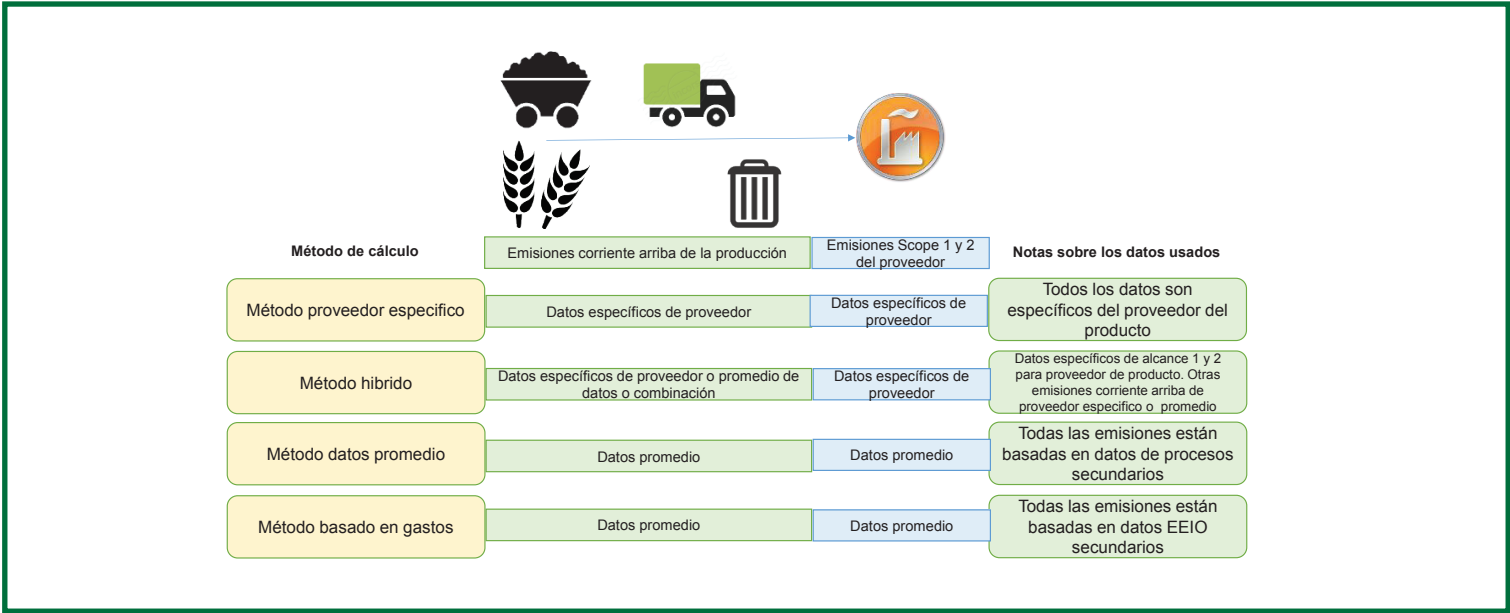 Método de cálculo
Emisiones corriente arriba de la producción
Emisiones Scope 1 y 2
del proveedor
Notas sobre los datos usados
Método proveedor especifico
Datos específicos de proveedor
Datos específicos de
proveedor
Todos los datos son
específicos del proveedor del
producto
Método hibrido
Datos específicos de proveedor o promedio de
datos o combinación
Datos específicos de
proveedor
Datos específicos de alcance 1 y 2
para proveedor de producto. Otras
emisiones corriente arriba de
proveedor especifico o promedio
Método datos promedio
Datos promedio
Datos promedio
Todas las emisiones están
basadas en datos de procesos
secundarios
Método basado en gastos
Datos promedio
Datos promedio
Todas las emisiones están
basadas en datos EEIO
secundarios